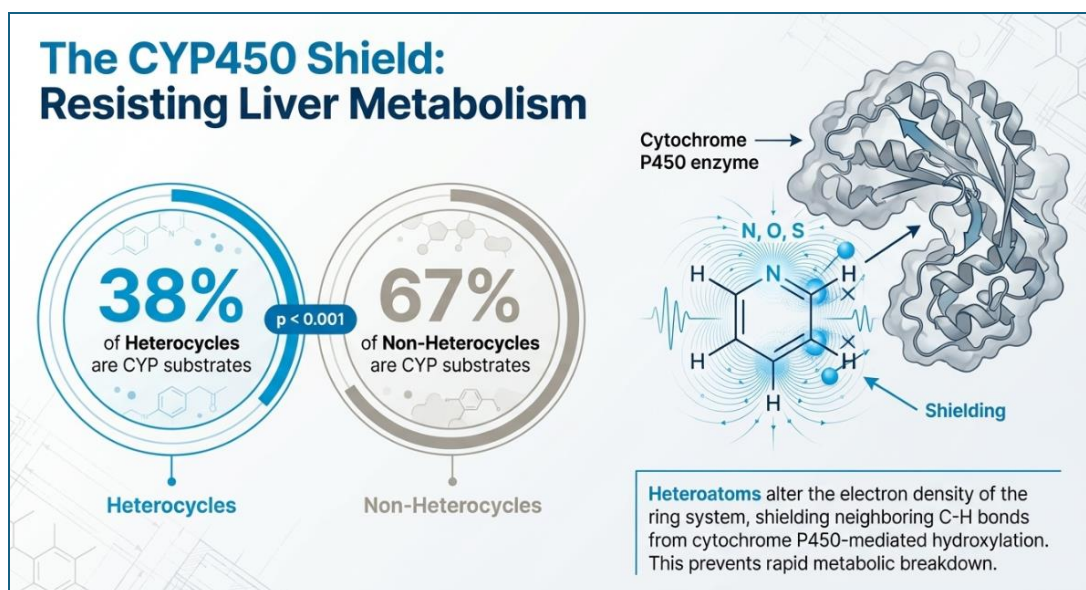 The CYP450 Shield:
Resisting Liver Metabolism
38%
of Heterocycles
are CYP substrates
p < 0.001
67%
of Non-Heterocycles
are CYP substrates
Heterocycles
Non-Heterocycles
Cytochrome
P450 enzyme
N, O, S
H
N
H
H
H
H
Shielding
Heteroatoms alter the electron density of the
ring system, shielding neighboring C-H bonds
from cytochrome P450-mediated hydroxylation.
This prevents rapid metabolic breakdown.